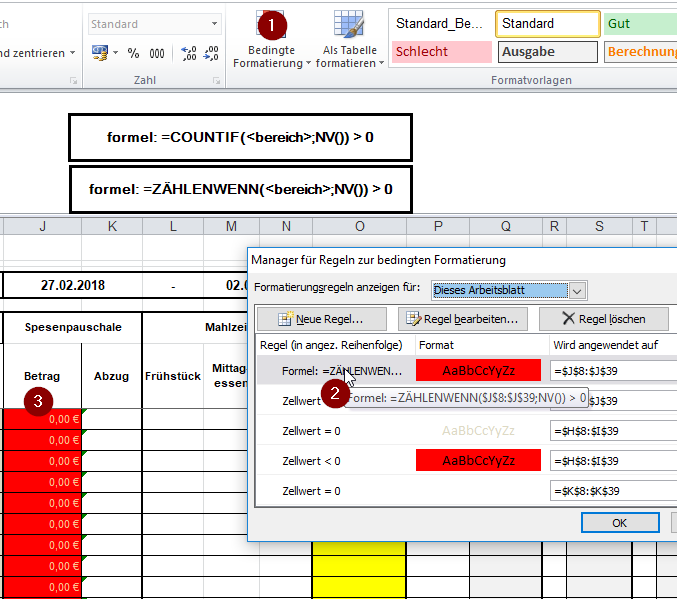 ch
Standard
nd zentrieren
% 000
,00
,0
Zahl
1
Bedingte
Formatierung
Als Tabelle
formatieren
Standard_Be...
Standard
Gut
Schlecht
Ausgabe
Berechnung
Formatvorlagen
formel: =COUNTIF(<bereich>;NV()) > 0
formel: =ZÄHLENWENN(<bereich>;NV()) > 0
J K L M N O P Q R S T
27.02.2018 - 02.0
Spesenpauschale Mahlzei
Betrag Abzug Frühstück Mittag
essen
3
0,00 €
0,00 €
0,00 €
0,00 €
0,00 €
0,00 €
0,00 €
0,00 €
0,00 €
Manager für Regeln zur bedingten Formatierung
Formatierungsregeln anzeigen für: Dieses Arbeitsblatt
Neue Regel... Regel bearbeiten... Regel löschen
Regel (in angez. Reihenfolge) Format Wird angewendet auf
Formel: =ZÄHLENWEN... AaBbCcYyZz =$J$8:$J$39
2
Formel: =ZÄHLENWENN($J$8:$J$39;NV()) > 0
Zellwert $J$39
Zellwert = 0 AaBbCcYyZz =$H$8:$I$39
Zellwert < 0 AaBbCcYyZz =$H$8:$I$39
Zellwert = 0 =$K$8:$K$39
OK